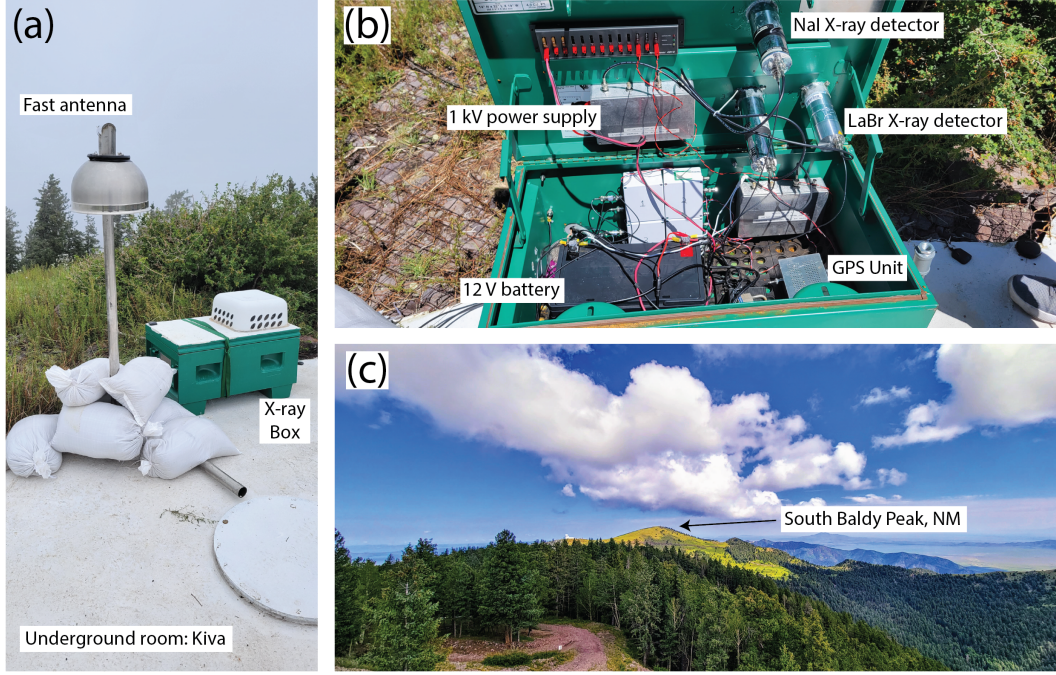 (a)
Fast antenna
X-ray
Box
Underground room: Kiva
(b)
NaI X-ray detector
1 kV power supply
LaBr X-ray detector
12 V battery
GPS Unit
(c)
South Baldy Peak, NM